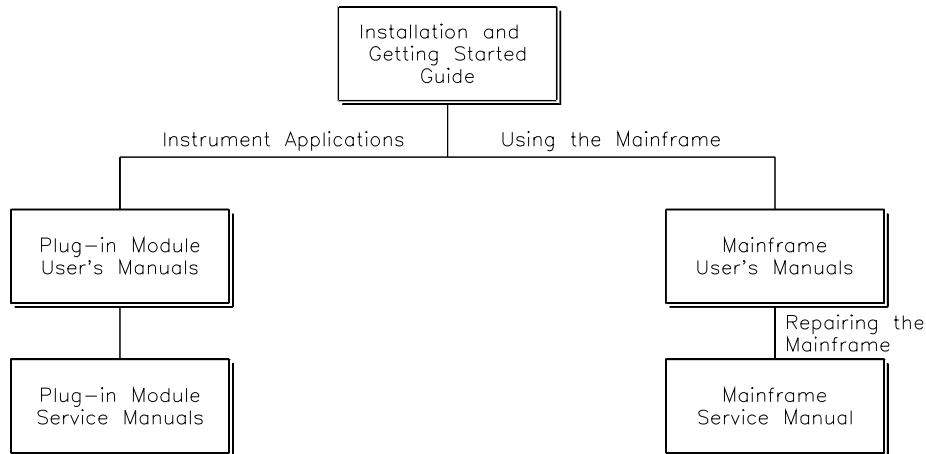 Installation and
Getting Started
Guide
Instrument Applications
Using the Mainframe
Plug-in Module
User's Manuals
Mainframe
User's Manuals
Repairing the
Mainframe
Plug-in Module
Service Manuals
Mainframe
Service Manual